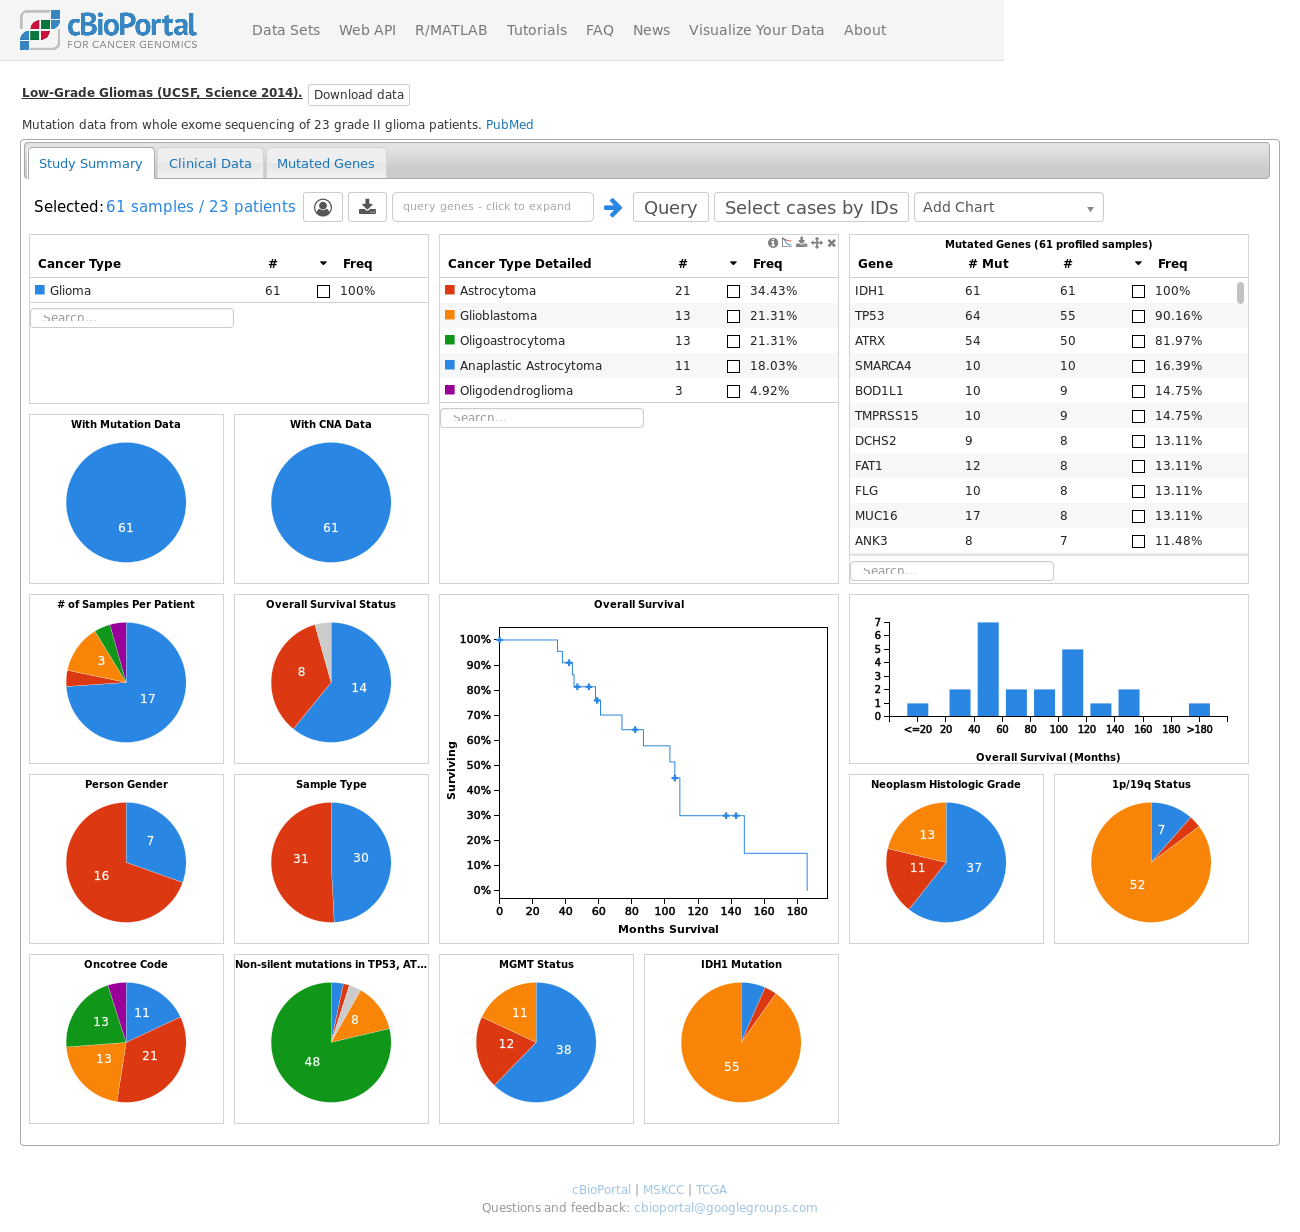 cBioPortal
FOR CANCER GENOMICS
Data Sets Web API R/MATLAB Tutorials FAQ News Visualize Your Data About
Low-Grade Gliomas (UCSF, Science 2014). Download data
Mutation data from whole exome sequencing of 23 grade II glioma patients. PubMed
Study Summary Clinical Data Mutated Genes
Selected: 61 samples / 23 patients query genes - click to expand Query Select cases by IDs Add Chart
Cancer Type # Freq
Glioma 61 100%
Search...
Cancer Type Detailed # Freq
Astrocytoma 21 34.43%
Glioblastoma 13 21.31%
Oligoastrocytoma 13 21.31%
Anaplastic Astrocytoma 11 18.03%
Oligodendroglioma 3 4.92%
Search...
Mutated Genes (61 profiled samples)
Gene # Mut # Freq
IDH1 61 61 100%
TP53 64 55 90.16%
ATRX 54 50 81.97%
SMARCA4 10 10 16.39%
BOD1L1 10 9 14.75%
TMPRSS15 10 9 14.75%
DCHS2 9 8 13.11%
FAT1 12 8 13.11%
FLG 10 8 13.11%
MUC16 17 8 13.11%
ANK3 8 7 11.48%
Search...
With Mutation Data
61
With CNA Data
61
# of Samples Per Patient
3
17
Overall Survival Status
8
14
Overall Survival
100%
90%
80%
70%
60%
50%
40%
30%
20%
10%
0%
Surviving
0 20 40 60 80 100 120 140 160 180
Months Survival
7
6
5
4
3
2
1
0
<=20 20 40 60 80 100 120 140 160 180 >180
Overall Survival (Months)
Person Gender
7
16
Sample Type
31 30
Neoplasm Histologic Grade
13
11 37
1p/19q Status
7
52
Oncotree Code
11
13
13 21
Non-silent mutations in TP53, AT...
8
48
MGMT Status
11
12 38
IDH1 Mutation
55
cBioPortal | MSKCC | TCGA
Questions and feedback: cbioportal@googlegroups.com